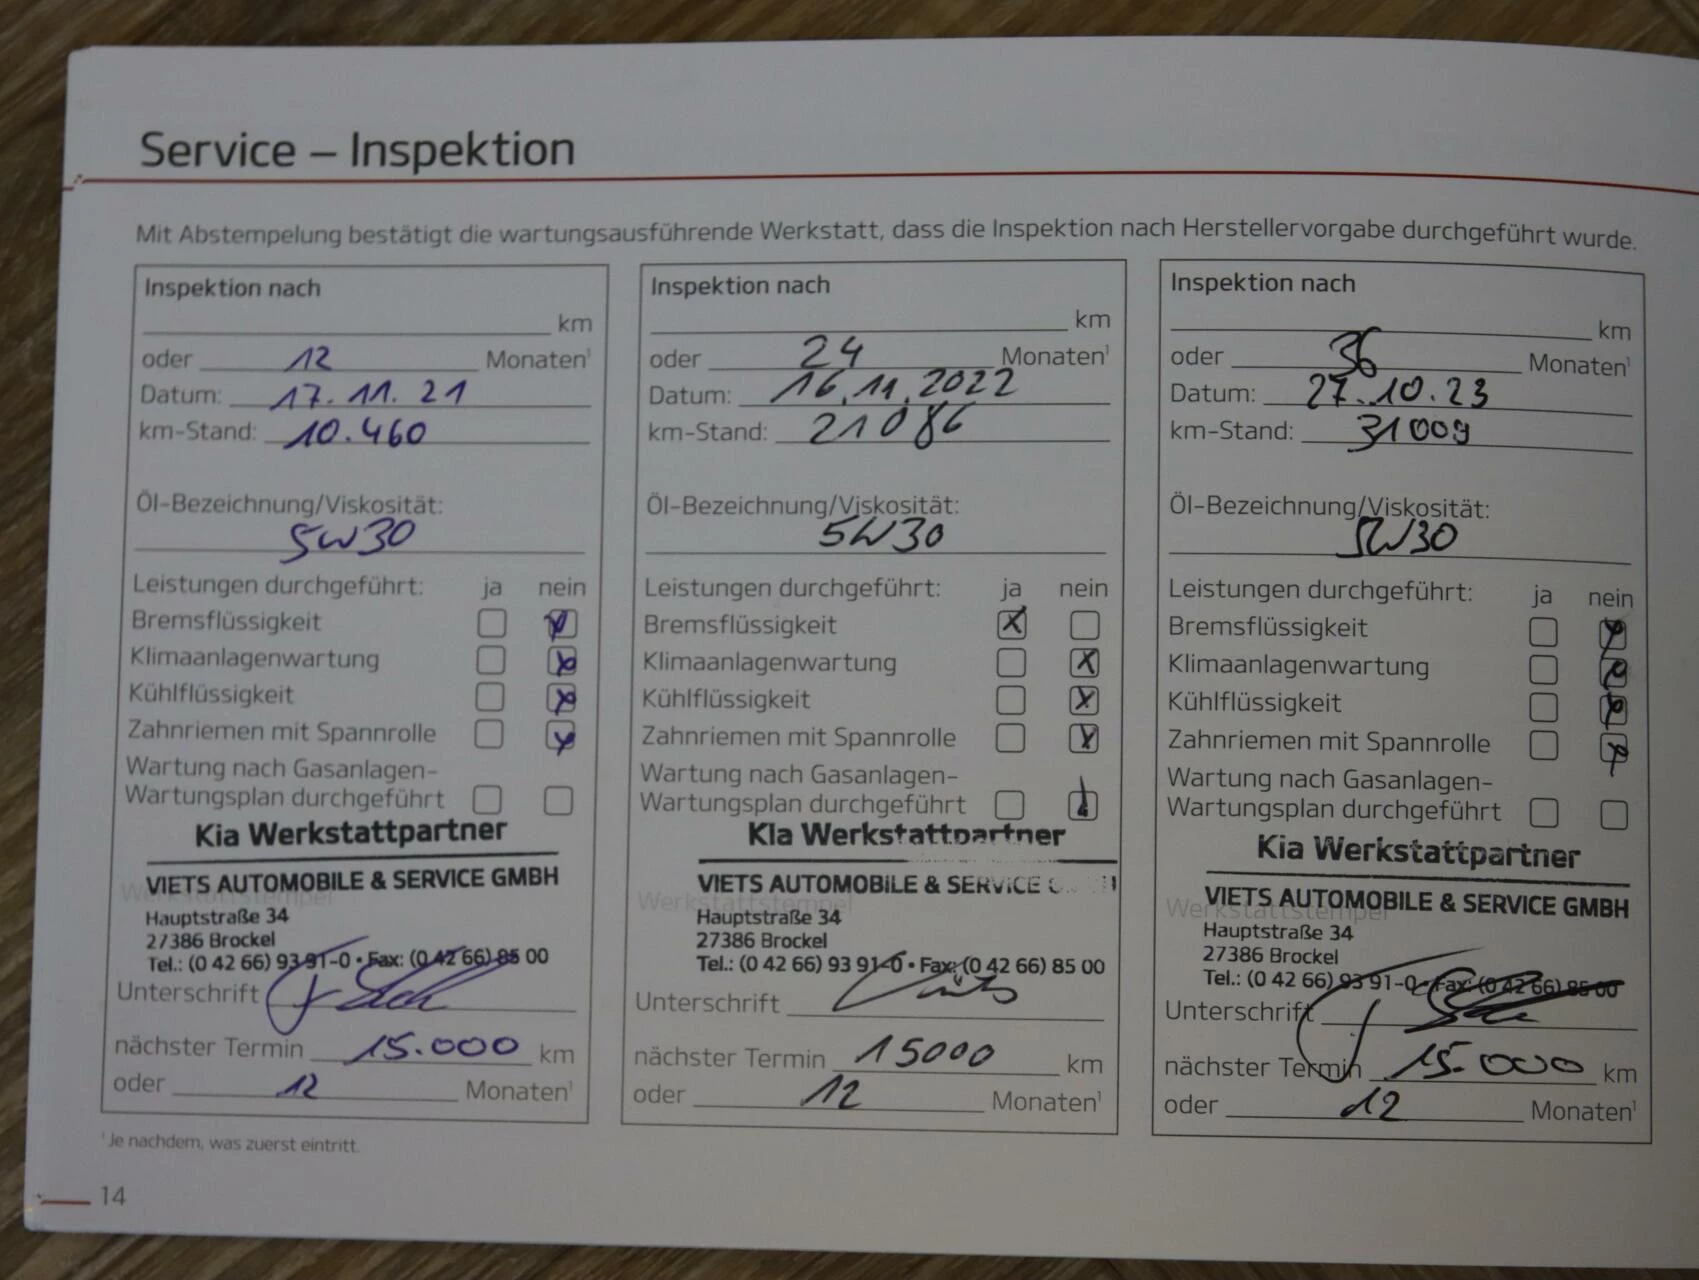 Service – Inspektion
Mit Abstempelung bestätigt die wartungsausführende Werkstatt, dass die Inspektion nach Herstellervorgabe durchgeführt wurde.
Inspektion nach
km
oder 12 Monaten¹
Datum: 17.11.21
km-Stand: 10.460
Öl-Bezeichnung/Viskosität:
5W30
Leistungen durchgeführt: ja nein
Bremsflüssigkeit
Klimaanlagenwartung
Kühlflüssigkeit
Zahnriemen mit Spannrolle
Wartung nach Gasanlagen-
Wartungsplan durchgeführt
Kia Werkstattpartner
VIETS AUTOMOBILE & SERVICE GMBH
Werkstattstempel
Hauptstraße 34
27386 Brockel
Tel.: (0 42 66) 93 91-0 • Fax: (0 42 66) 85 00
Unterschrift
nächster Termin 15.000 km
oder 12 Monaten¹
Inspektion nach
km
oder 24 Monaten¹
Datum: 16.11.2022
km-Stand: 21086
Öl-Bezeichnung/Viskosität:
5W30
Leistungen durchgeführt: ja nein
Bremsflüssigkeit
Klimaanlagenwartung
Kühlflüssigkeit
Zahnriemen mit Spannrolle
Wartung nach Gasanlagen-
Wartungsplan durchgeführt
Kia Werkstattpartner
VIETS AUTOMOBILE & SERVICE
Werkstattstempel
Hauptstraße 34
27386 Brockel
Tel.: (0 42 66) 93 91-0 • Fax: (0 42 66) 85 00
Unterschrift
nächster Termin 15000 km
oder 12 Monaten¹
Inspektion nach
km
oder 36 Monaten¹
Datum: 27.10.23
km-Stand: 31009
Öl-Bezeichnung/Viskosität:
5W30
Leistungen durchgeführt: ja nein
Bremsflüssigkeit
Klimaanlagenwartung
Kühlflüssigkeit
Zahnriemen mit Spannrolle
Wartung nach Gasanlagen-
Wartungsplan durchgeführt
Kia Werkstattpartner
VIETS AUTOMOBILE & SERVICE GMBH
Werkstattstempel
Hauptstraße 34
27386 Brockel
Tel.: (0 42 66) 93 91-0 • Fax: (0 42 66) 85 00
Unterschrift
nächster Termin 15.000 km
oder 12 Monaten¹
¹Je nachdem, was zuerst eintritt.
14